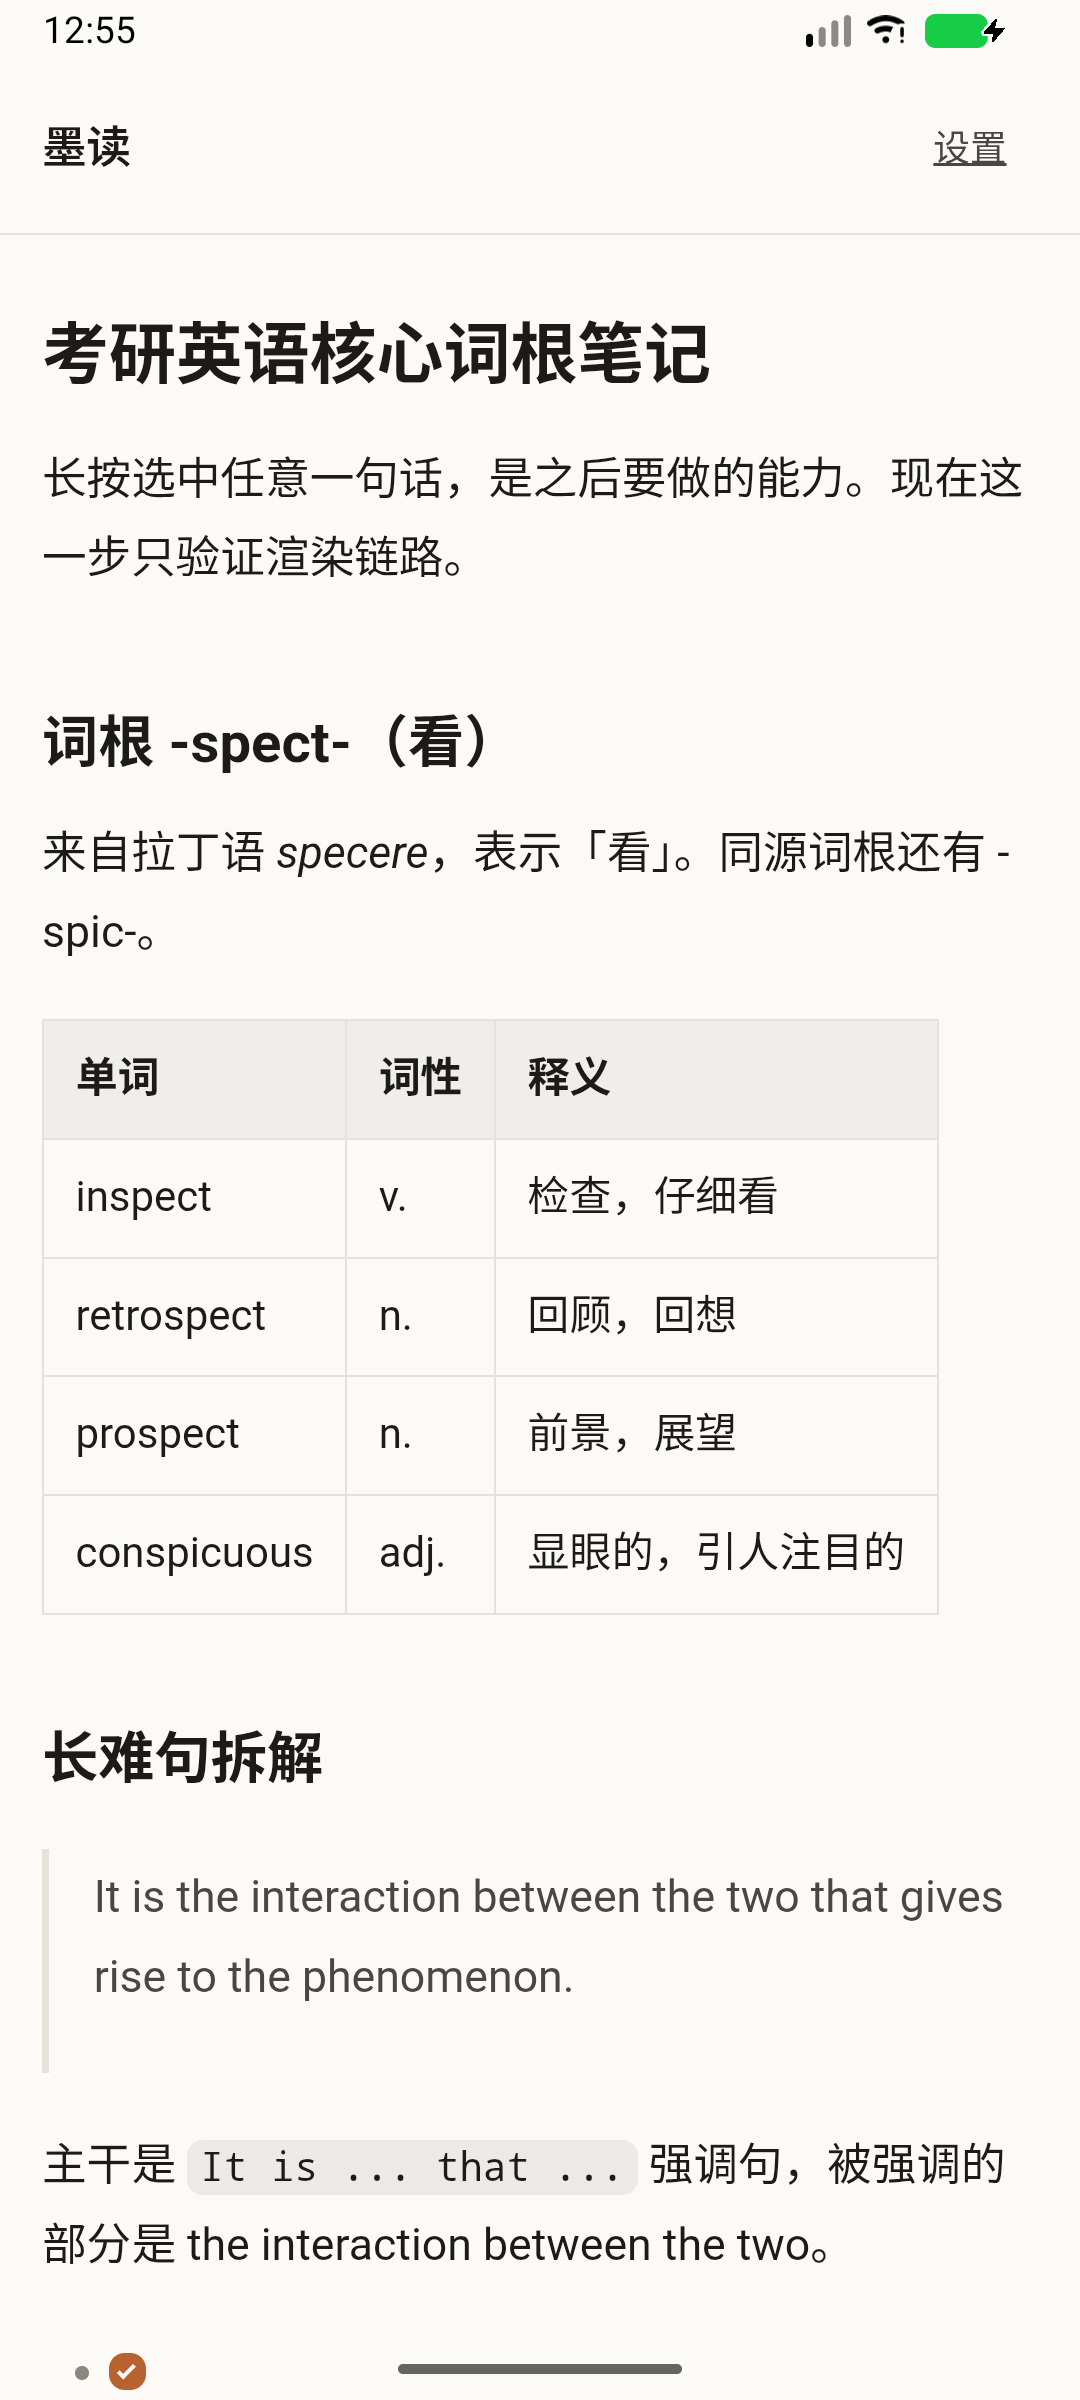 12:55
墨读
设置
考研英语核心词根笔记
长按选中任意一句话，是之后要做的能力。现在这
一步只验证渲染链路。
词根 -spect-（看）
来自拉丁语 specere，表示「看」。同源词根还有 -
spic-。
单词 词性 释义
inspect v. 检查，仔细看
retrospect n. 回顾，回想
prospect n. 前景，展望
conspicuous adj. 显眼的，引人注目的
长难句拆解
It is the interaction between the two that gives
rise to the phenomenon.
主干是 It is ... that ... 强调句，被强调的
部分是 the interaction between the two。